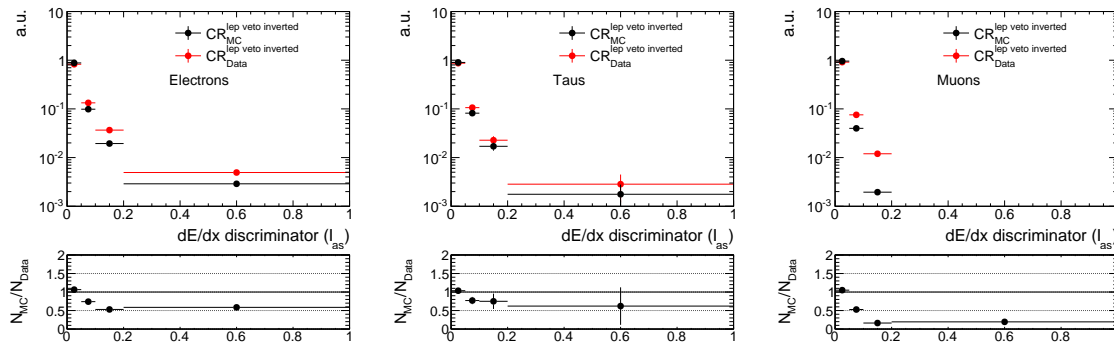 a.u.
10
1
10^-1
10^-2
10^-3
CR_MC^lep veto inverted
CR_Data^lep veto inverted
Electrons
0 0.2 0.4 0.6 0.8 1
dE/dx discriminator (I_as)
N_MC/N_Data
2
1.5
1
0.5
0
0 0.2 0.4 0.6 0.8 1
a.u.
10
1
10^-1
10^-2
10^-3
CR_MC^lep veto inverted
CR_Data^lep veto inverted
Taus
0 0.2 0.4 0.6 0.8 1
dE/dx discriminator (I_as)
N_MC/N_Data
2
1.5
1
0.5
0
0 0.2 0.4 0.6 0.8 1
a.u.
10
1
10^-1
10^-2
10^-3
CR_MC^lep veto inverted
CR_Data^lep veto inverted
Muons
0 0.2 0.4 0.6 0.8 1
dE/dx discriminator (I_as)
N_MC/N_Data
2
1.5
1
0.5
0
0 0.2 0.4 0.6 0.8 1